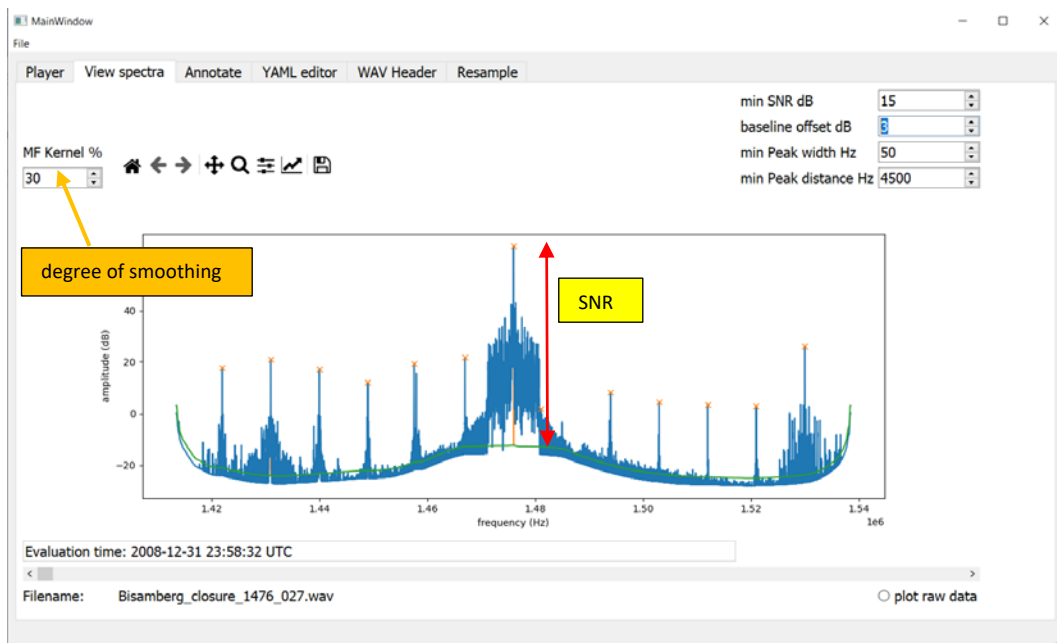 MainWindow
File
Player View spectra Annotate YAML editor WAV Header Resample
min SNR dB 15
baseline offset dB 3
min Peak width Hz 50
min Peak distance Hz 4500
MF Kernel %
30
degree of smoothing
SNR
amplitude (dB)
40
20
0
−20
1.42 1.44 1.46 1.48 1.50 1.52 1.54
frequency (Hz)
1e6
Evaluation time: 2008-12-31 23:58:32 UTC
Filename: Bisamberg_closure_1476_027.wav
plot raw data